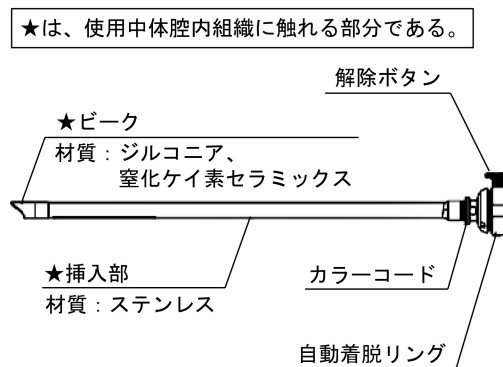 ★は、使用中体腔内組織に触れる部分である。
解除ボタン
★ビーク
材質：ジルコニア、
窒化ケイ素セラミックス
★挿入部
材質：ステンレス
カラーコード
自動着脱リング